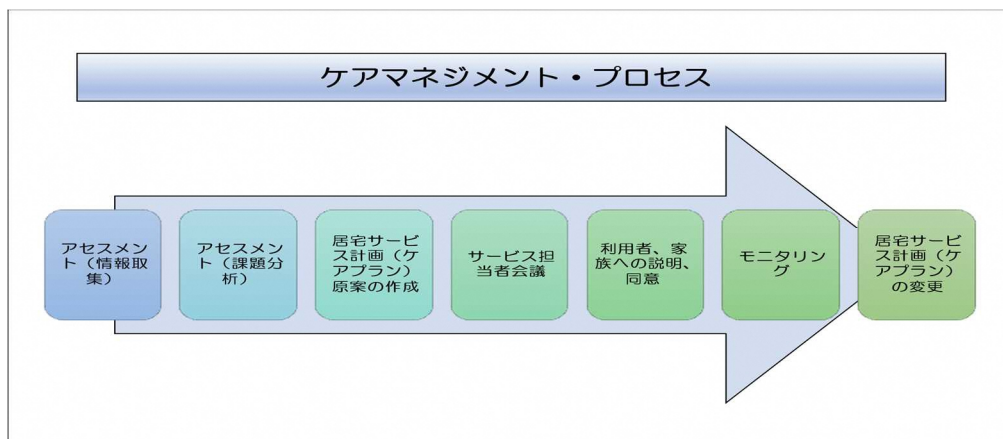 ケアマネジメント・プロセス
アセスメン
ト（情報取
集）
アセスメン
ト（課題分
析）
居宅サービ
ス計画（ケ
アプラン）
原案の作成
サービス担
当者会議
利用者、家
族への説明、
同意
モニタリン
グ
居宅サービ
ス計画（ケ
アプラン）
の変更